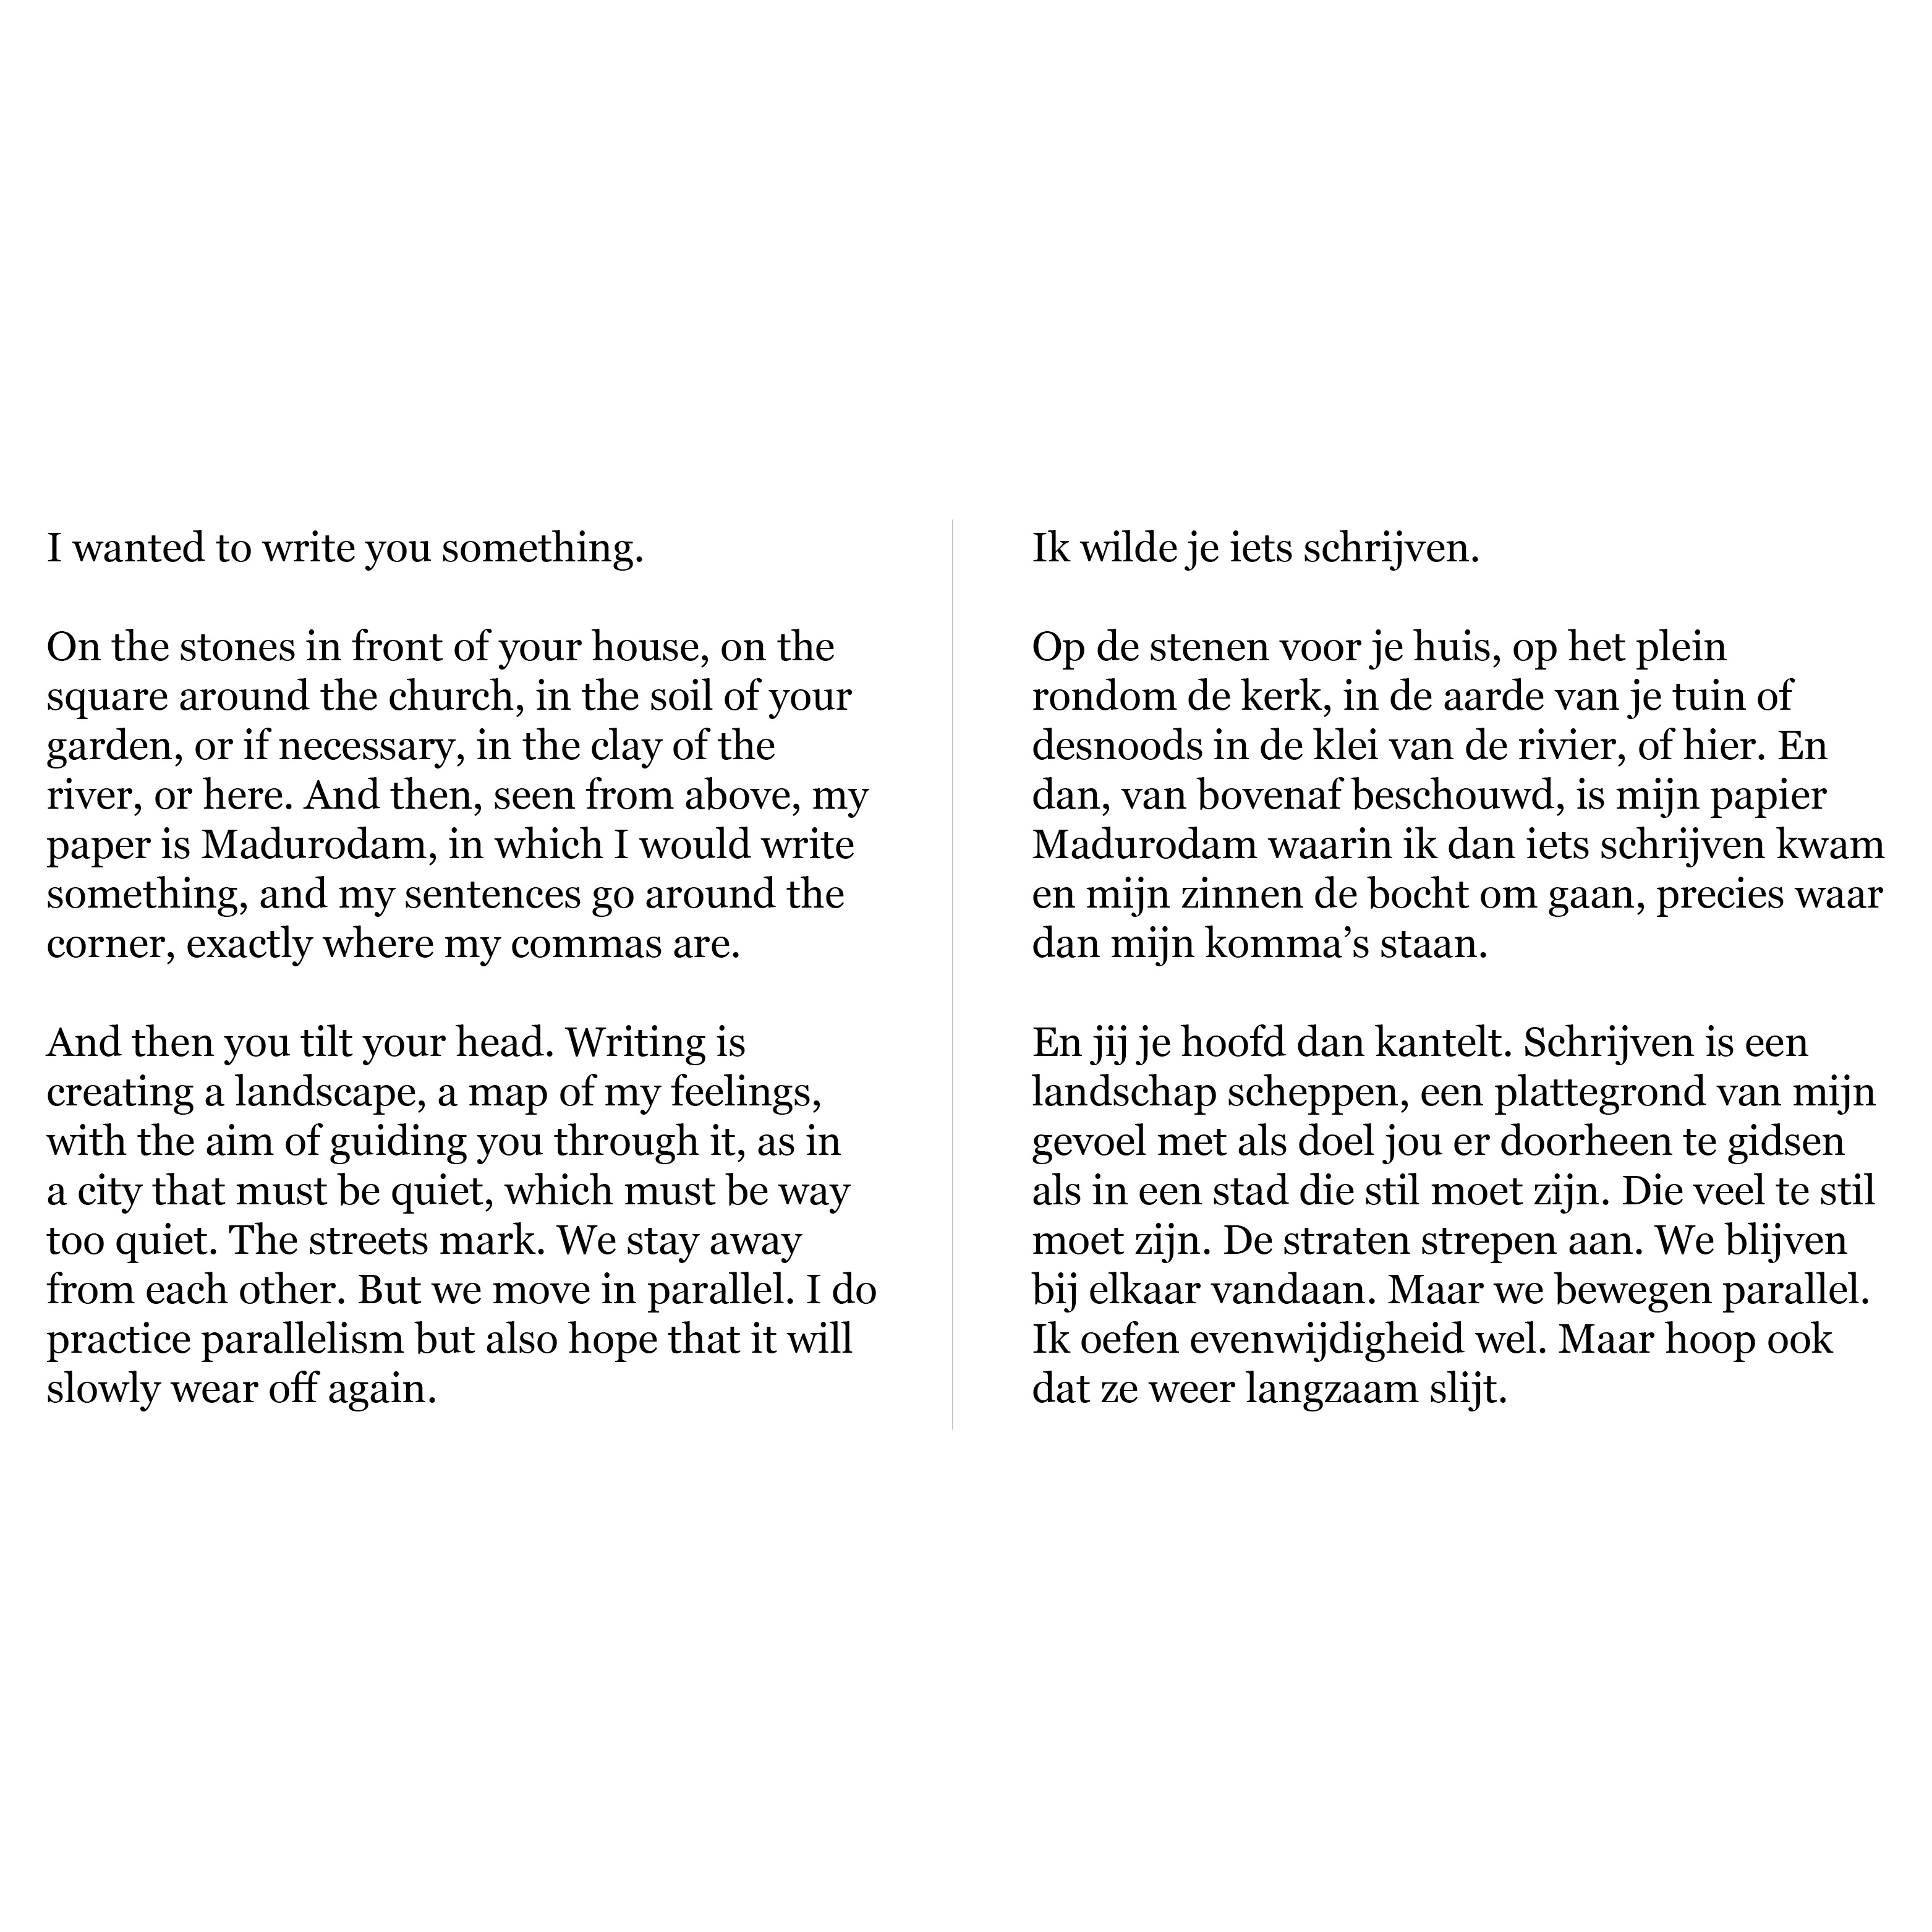 I wanted to write you something.
On the stones in front of your house, on the
square around the church, in the soil of your
garden, or if necessary, in the clay of the
river, or here. And then, seen from above, my
paper is Madurodam, in which I would write
something, and my sentences go around the
corner, exactly where my commas are.
And then you tilt your head. Writing is
creating a landscape, a map of my feelings,
with the aim of guiding you through it, as in
a city that must be quiet, which must be way
too quiet. The streets mark. We stay away
from each other. But we move in parallel. I do
practice parallelism but also hope that it will
slowly wear off again.
Ik wilde je iets schrijven.
Op de stenen voor je huis, op het plein
rondom de kerk, in de aarde van je tuin of
desnoods in de klei van de rivier, of hier. En
dan, van bovenaf beschouwd, is mijn papier
Madurodam waarin ik dan iets schrijven kwam
en mijn zinnen de bocht om gaan, precies waar
dan mijn komma’s staan.
En jij je hoofd dan kantelt. Schrijven is een
landschap scheppen, een plattegrond van mijn
gevoel met als doel jou er doorheen te gidsen
als in een stad die stil moet zijn. Die veel te stil
moet zijn. De straten strepen aan. We blijven
bij elkaar vandaan. Maar we bewegen parallel.
Ik oefen evenwijdigheid wel. Maar hoop ook
dat ze weer langzaam slijt.